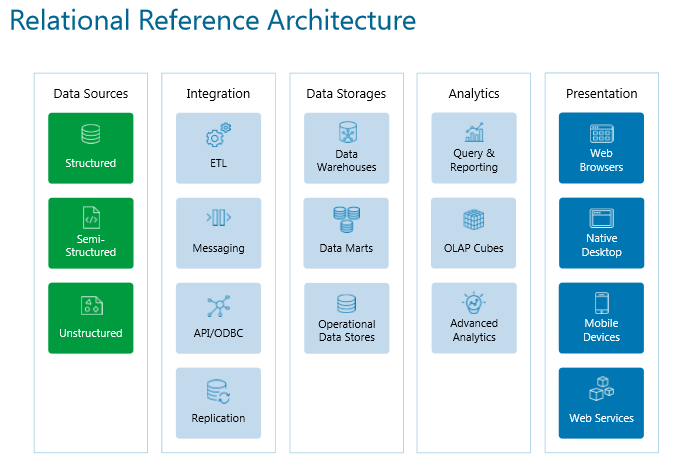 Relational Reference Architecture
Data Sources
Structured
Semi-
Structured
Unstructured
Integration
ETL
Messaging
API/ODBC
Replication
Data Storages
Data
Warehouses
Data Marts
Operational
Data Stores
Analytics
Query &
Reporting
OLAP Cubes
Advanced
Analytics
Presentation
Web
Browsers
Native
Desktop
Mobile
Devices
Web Services